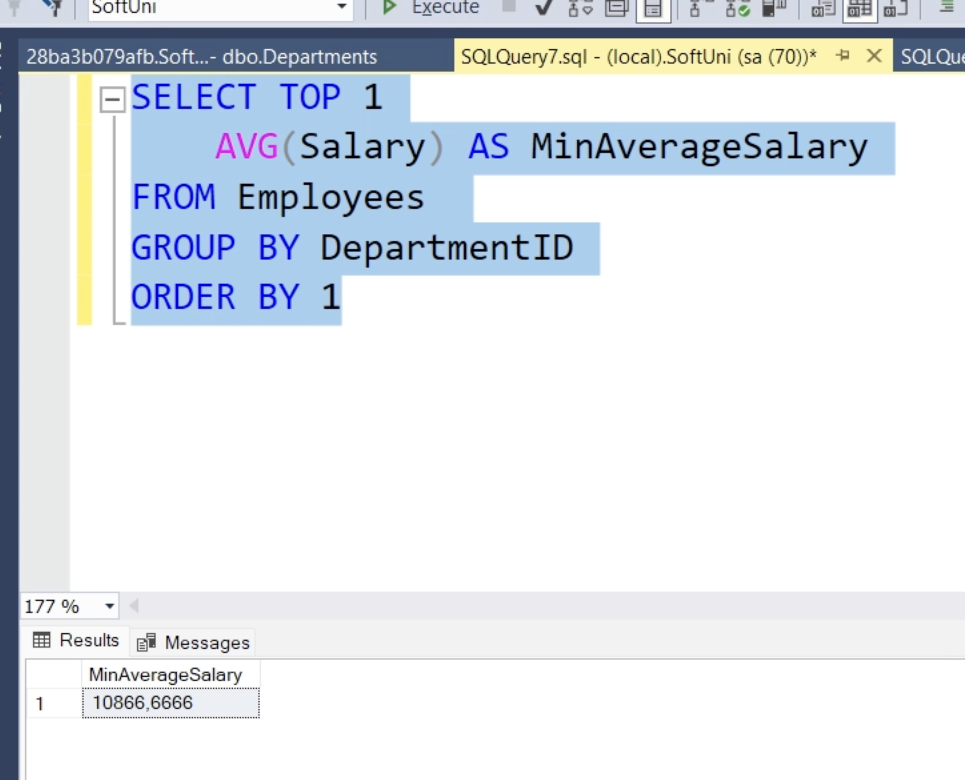 SoftUni
Execute
28ba3b079afb.Soft...- dbo.Departments
SQLQuery7.sql - (local).SoftUni (sa (70))*
SELECT TOP 1
AVG(Salary) AS MinAverageSalary
FROM Employees
GROUP BY DepartmentID
ORDER BY 1
177 %
Results
Messages
MinAverageSalary
1
10866,6666